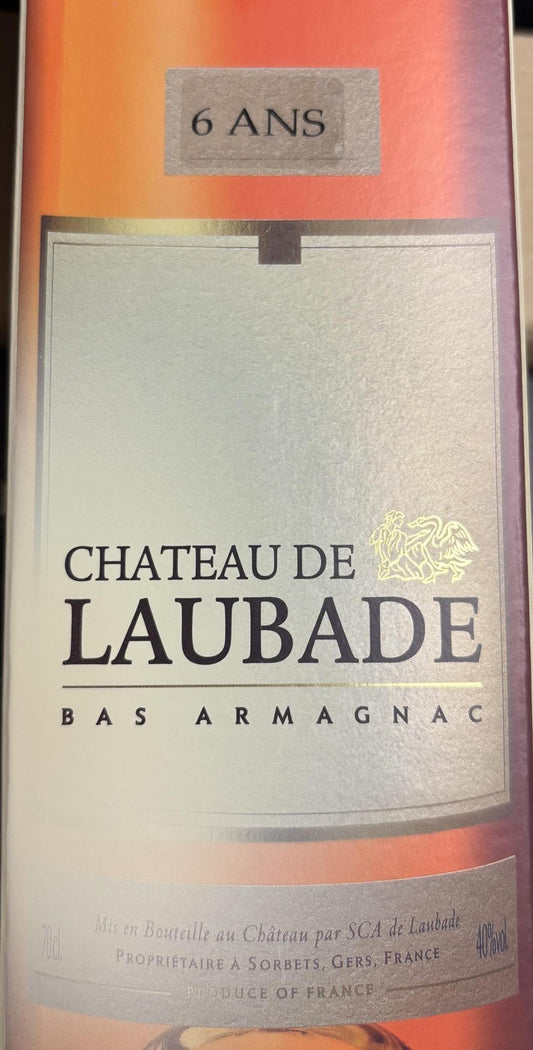 6 ANS
CHATEAU DE
LAUBADE
BAS ARMAGNAC
Mis en Bouteille au Château par SCA de Laubade
70cl.
40%vol.
PROPRIÉTAIRE À SORBETS, GERS, FRANCE
PRODUCE OF FRANCE